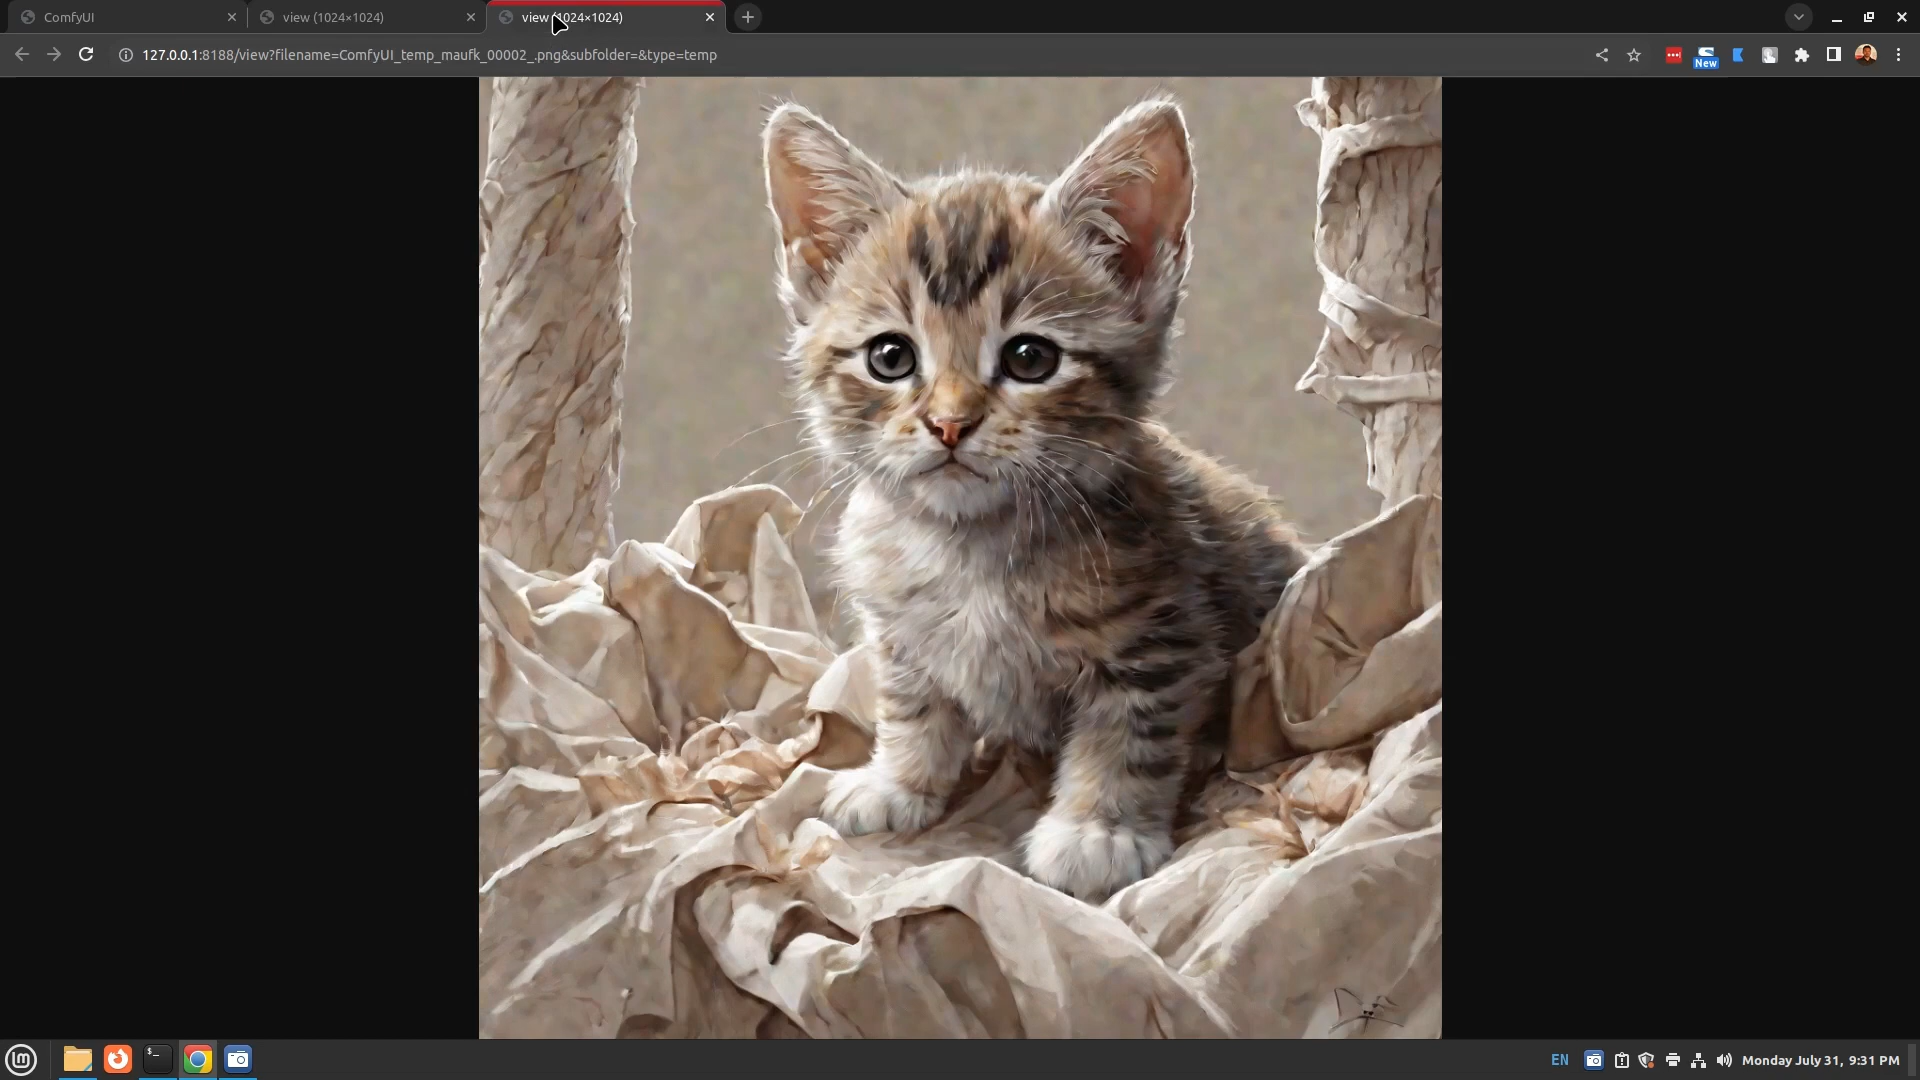 ComfyUI
view (1024×1024)
view (1024×1024)
127.0.0.1:8188/view?filename=ComfyUI_temp_maufk_00002_.png&subfolder=&type=temp
New
EN
Monday July 31, 9:31 PM